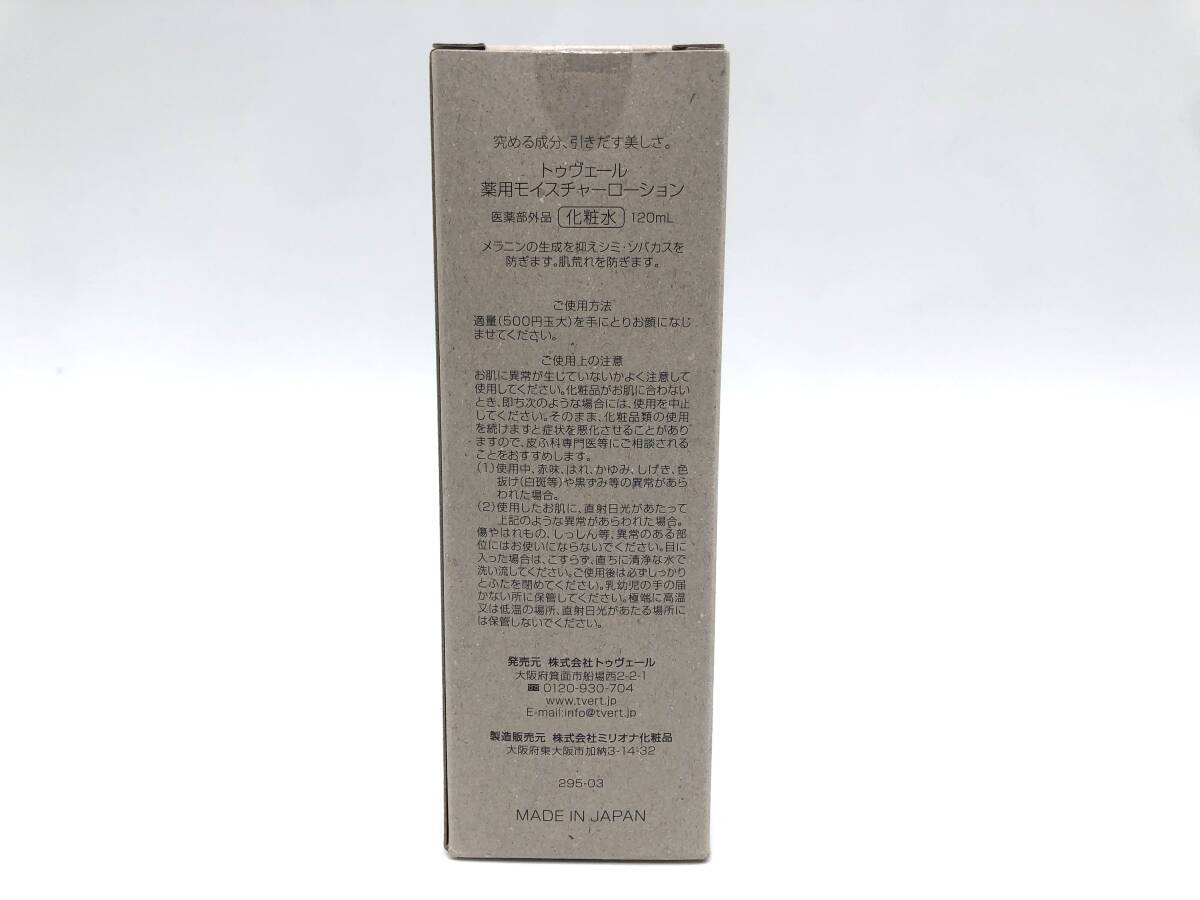 究める成分、引きだす美しさ。
トゥヴェール
薬用モイスチャーローション
医薬部外品 化粧水 120mL
メラニンの生成を抑えシミ・ソバカスを
防ぎます。肌荒れを防ぎます。
ご使用方法
適量(500円玉大)を手にとりお顔になじ
ませてください。
ご使用上の注意
お肌に異常が生じていないかよく注意して
使用してください。化粧品がお肌に合わない
とき、即ち次のような場合には、使用を中止
してください。そのまま、化粧品類の使用
を続けますと症状を悪化させることがあり
ますので、皮ふ科専門医等にご相談される
ことをおすすめします。
(1)使用中、赤味、はれ、かゆみ、しげき、色
抜け(白斑等)や黒ずみ等の異常があら
われた場合。
(2)使用したお肌に、直射日光があたって
上記のような異常があらわれた場合。
傷やはれもの、しっしん等、異常のある部
位にはお使いにならないでください。目に
入った場合は、こすらず、直ちに清浄な水で
洗い流してください。ご使用後は必ずしっかり
とふたを閉めてください。乳幼児の手の届
かない所に保管してください。極端に高温
又は低温の場所、直射日光があたる場所に
は保管しないでください。
発売元 株式会社トゥヴェール
大阪府箕面市船場西2-2-1
☎ 0120-930-704
www.tvert.jp
E-mail:info@tvert.jp
製造販売元 株式会社ミリオナ化粧品
大阪府東大阪市加納3-14-32
295-03
MADE IN JAPAN